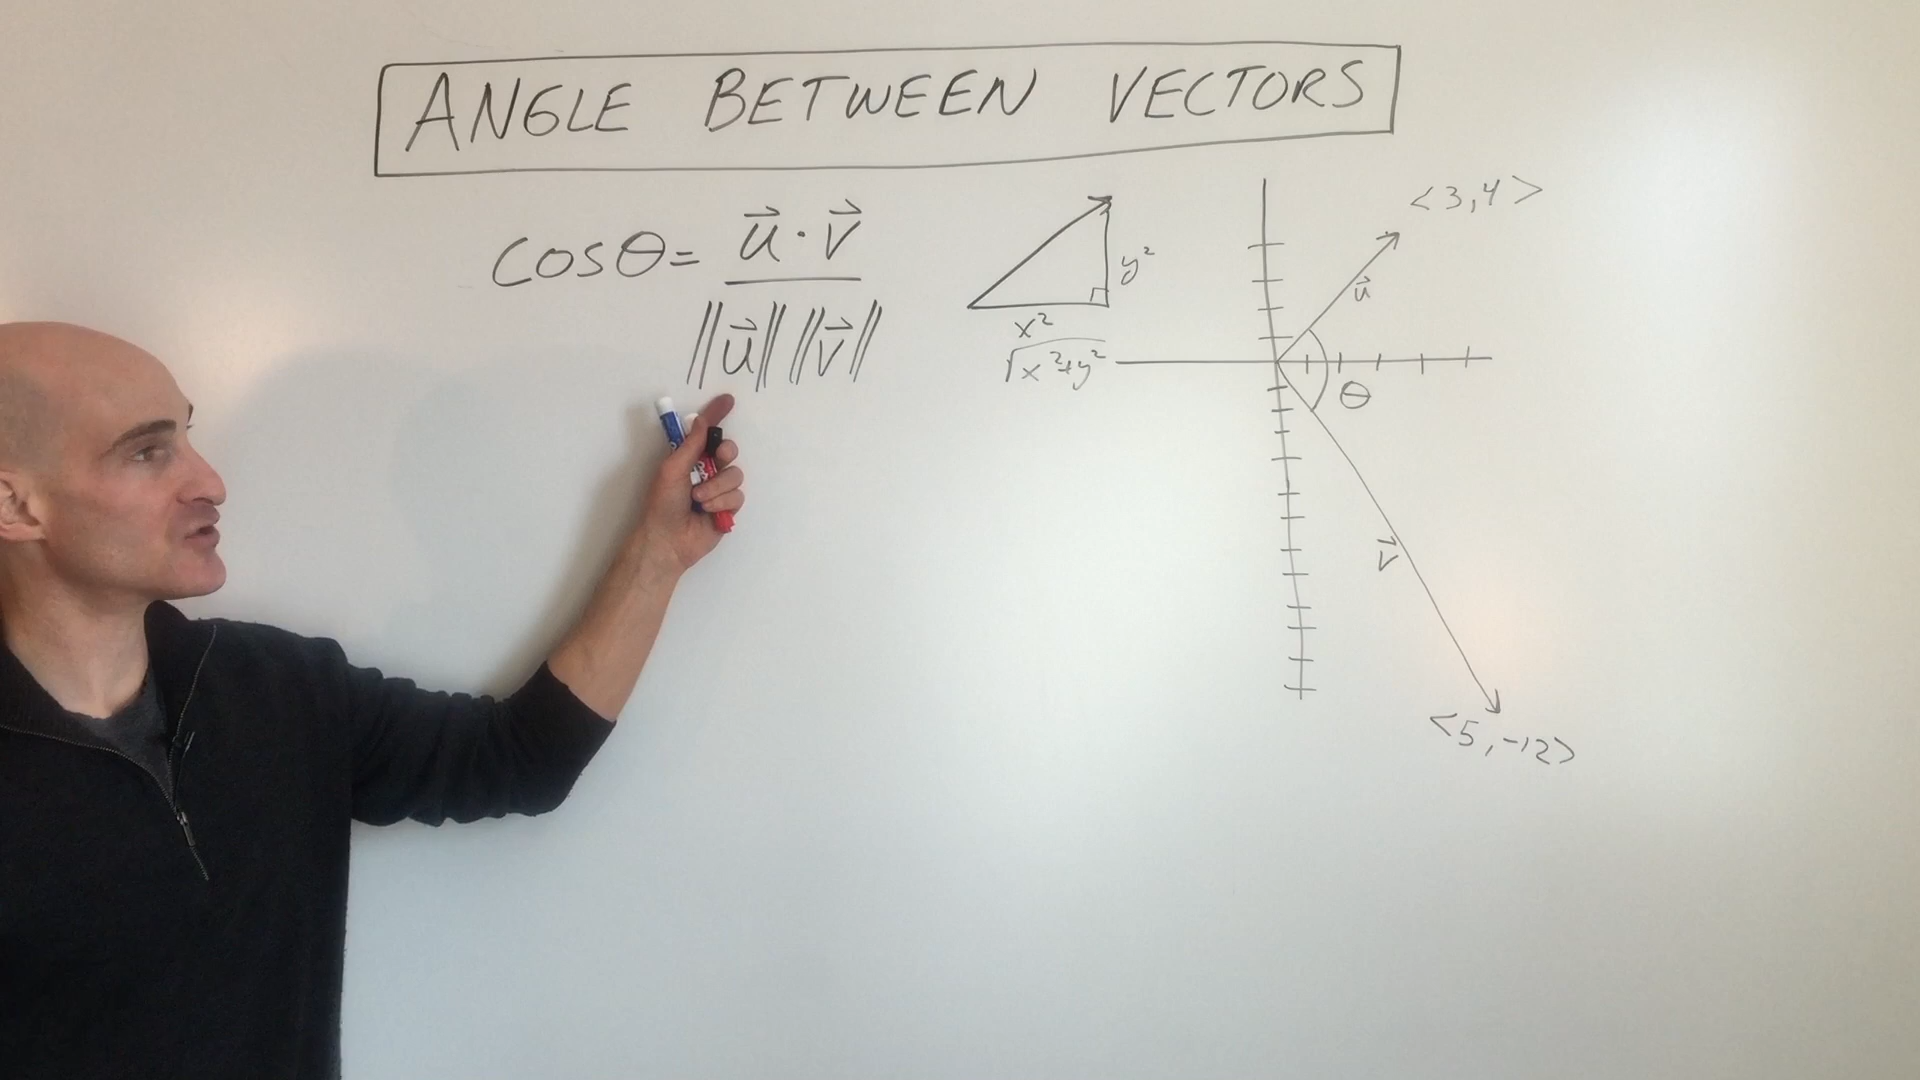 ANGLE BETWEEN VECTORS
cosθ = u⃗ · v⃗
‖u⃗‖ ‖v⃗‖
y²
x²
√x²+y²
<3,4>
u⃗
θ
v⃗
<5,-12>